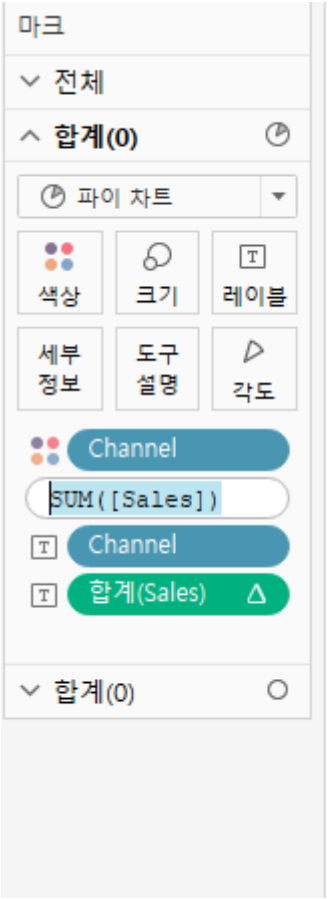 마크
전체
합계(0)
파이 차트
색상 크기 T 레이블
세부 정보 도구 설명 각도
Channel
SUM([Sales])
T Channel
T 합계(Sales) Δ
합계(0)